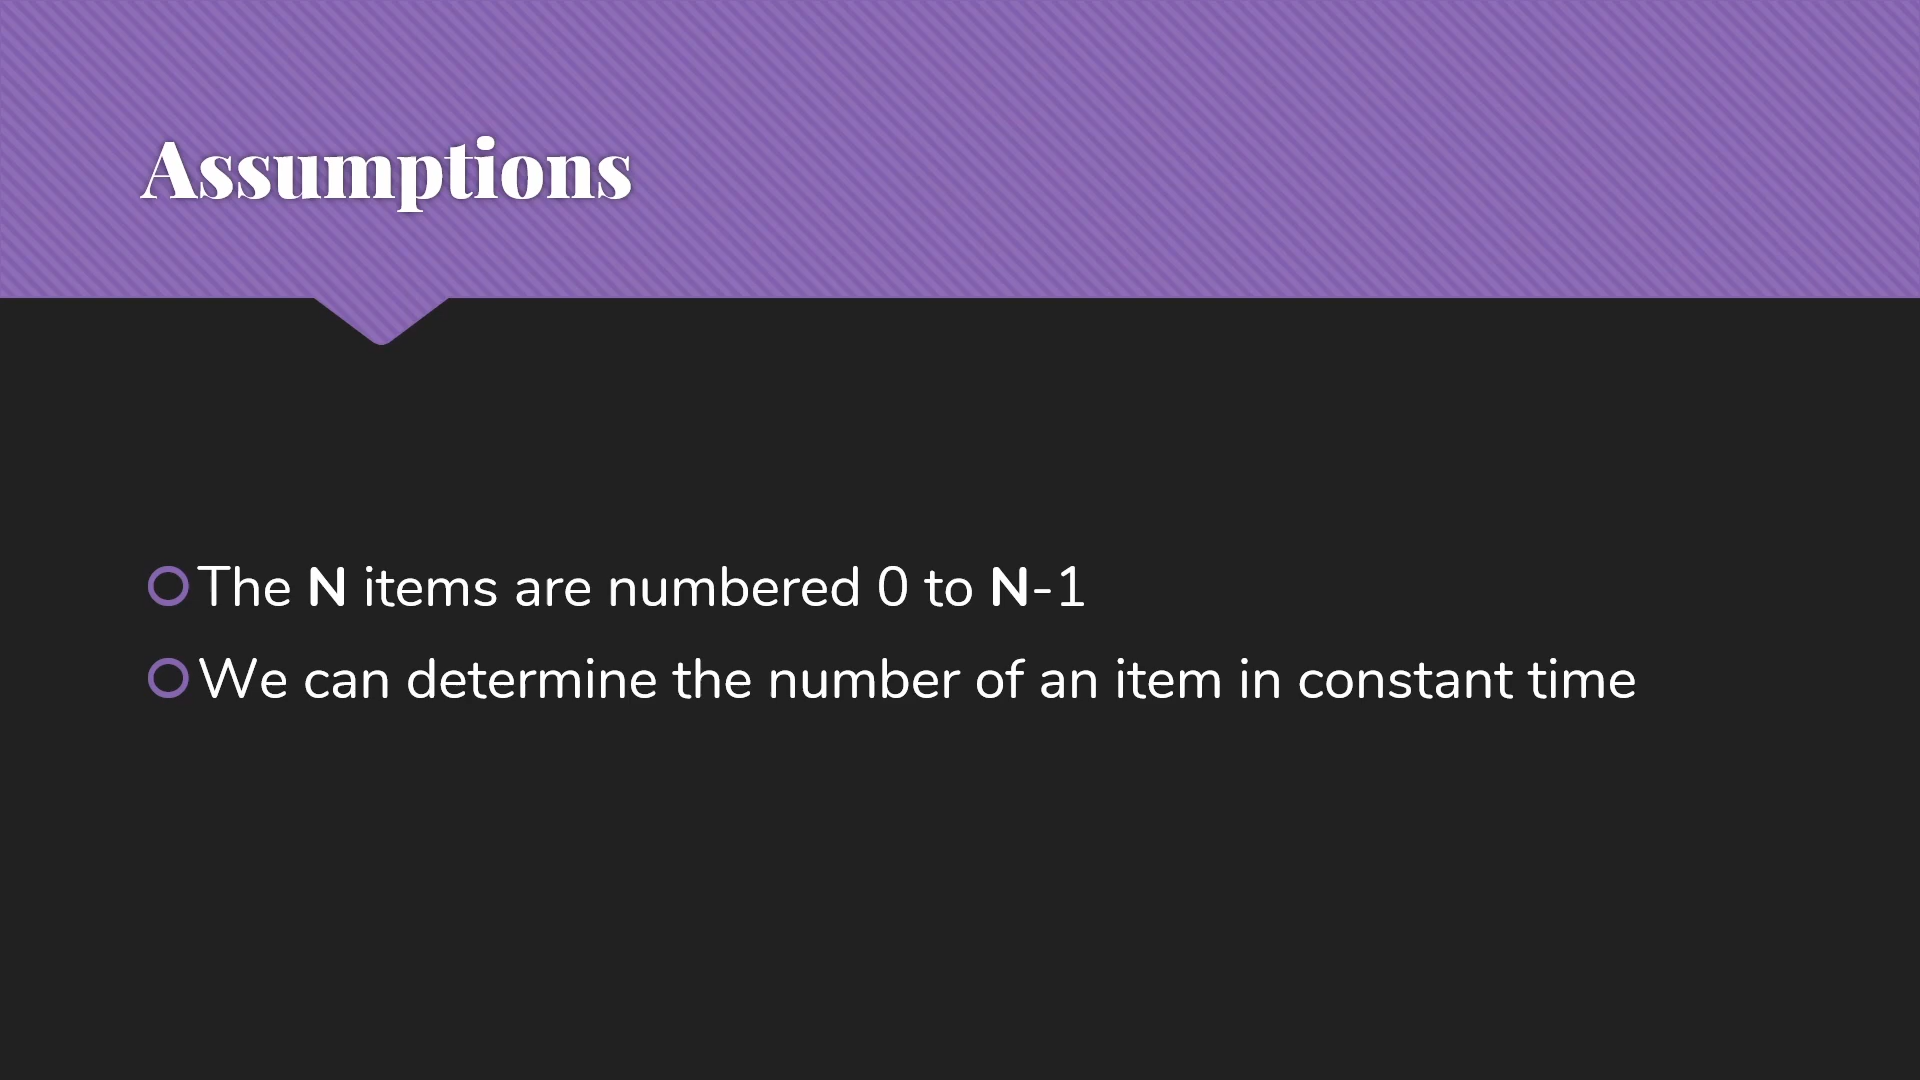 Assumptions
The N items are numbered 0 to N-1
We can determine the number of an item in constant time